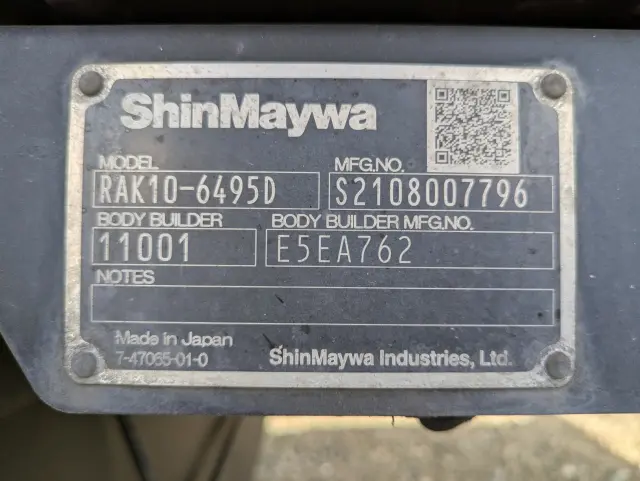 ShinMaywa
MODEL MFG.NO.
RAK10-6495D S2108007796
BODY BUILDER BODY BUILDER MFG.NO.
11001 E5EA762
NOTES
Made in Japan
7-47065-01-0 ShinMaywa Industries, Ltd.